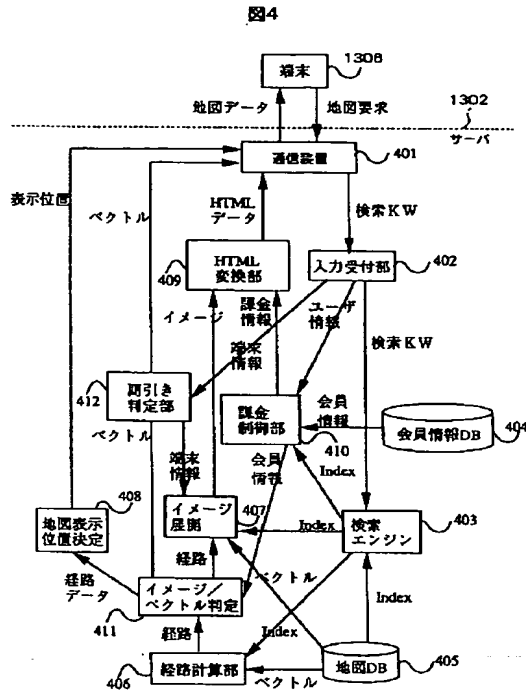 図4
端末
1308
地図データ
地図要求
1302
サーバ
通信装置
401
表示位置
ベクトル
HTML
データ
検索KW
HTML
変換部
409
入力受付部
402
イメージ
課金
情報
端末
情報
ユーザ
情報
検索KW
間引き
判定部
412
課金
制御部
410
会員
情報
会員情報DB
404
ベクトル
端末
情報
会員
情報
Index
408
地図表示
位置決定
イメージ
展開
407
Index
検索
エンジン
403
経路
データ
経路
ベクトル
Index
イメージ/
ベクトル判定
411
Index
経路
経路計算部
406
ベクトル
地図DB
405